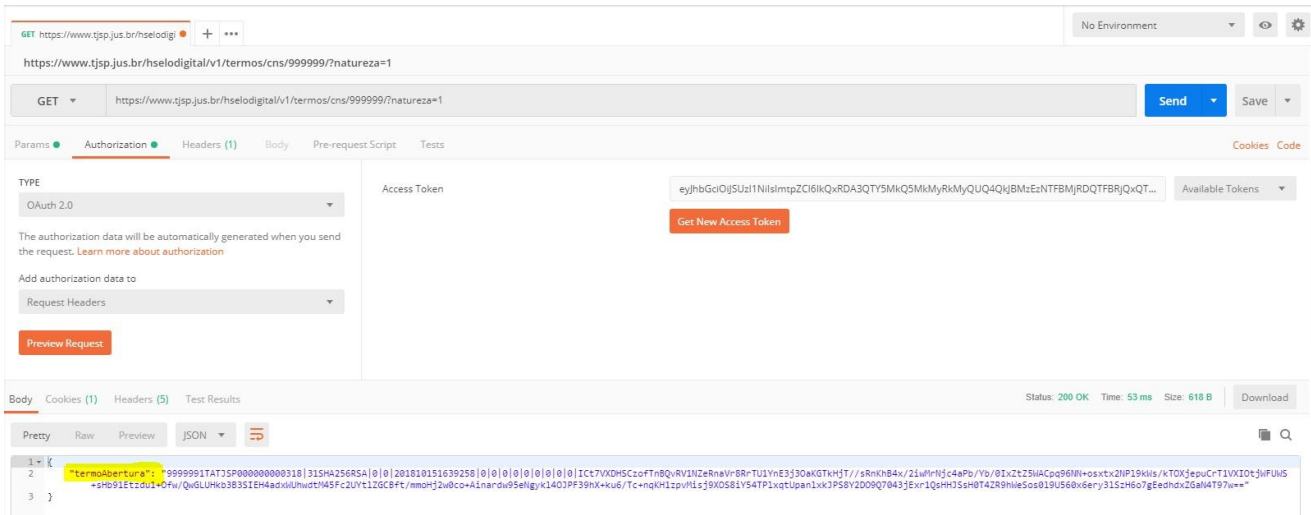 GET https://www.tjsp.jus.br/hselodigi
No Environment
https://www.tjsp.jus.br/hselodigital/v1/termos/cns/999999/?natureza=1
GET https://www.tjsp.jus.br/hselodigital/v1/termos/cns/999999/?natureza=1 Send Save
Params Authorization Headers (1) Body Pre-request Script Tests Cookies Code
TYPE
OAuth 2.0
The authorization data will be automatically generated when you send
the request. Learn more about authorization
Add authorization data to
Request Headers
Preview Request
Access Token
Available Tokens
Get New Access Token
Body Cookies (1) Headers (5) Test Results Status: 200 OK Time: 53 ms Size: 618 B Download
Pretty Raw Preview JSON
1 {
2 "termoAbertura":
3 }